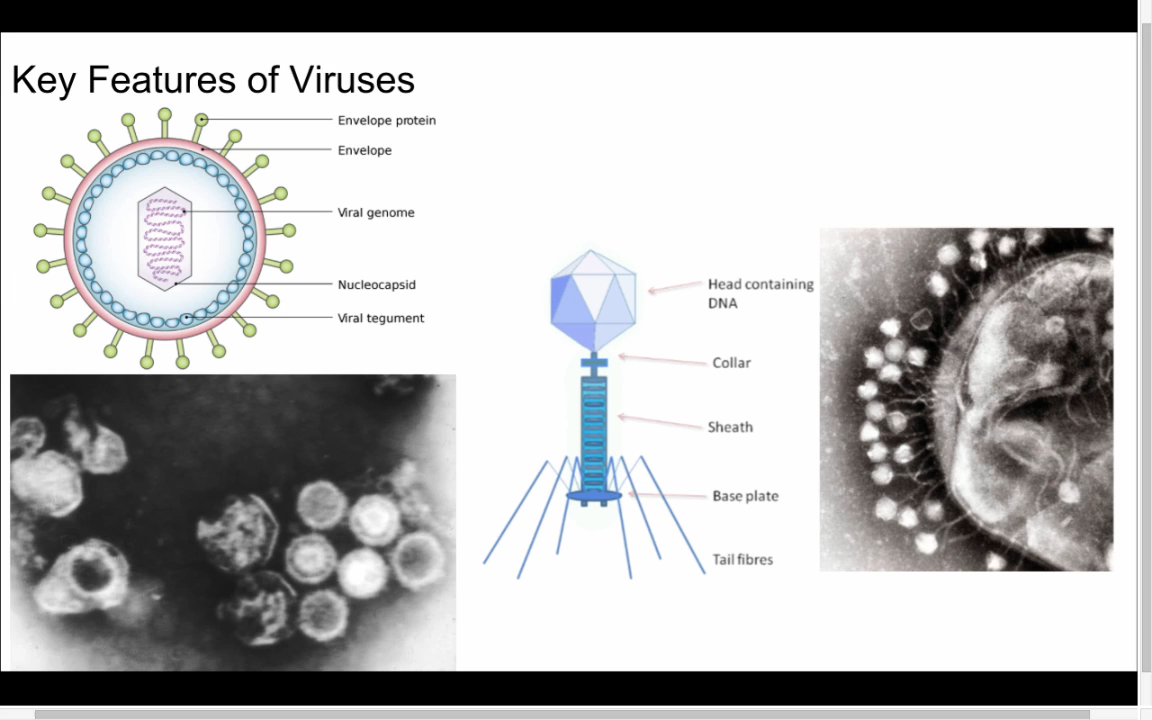 Key Features of Viruses
Envelope protein
Envelope
Viral genome
Nucleocapsid
Viral tegument
Head containing
DNA
Collar
Sheath
Base plate
Tail fibres